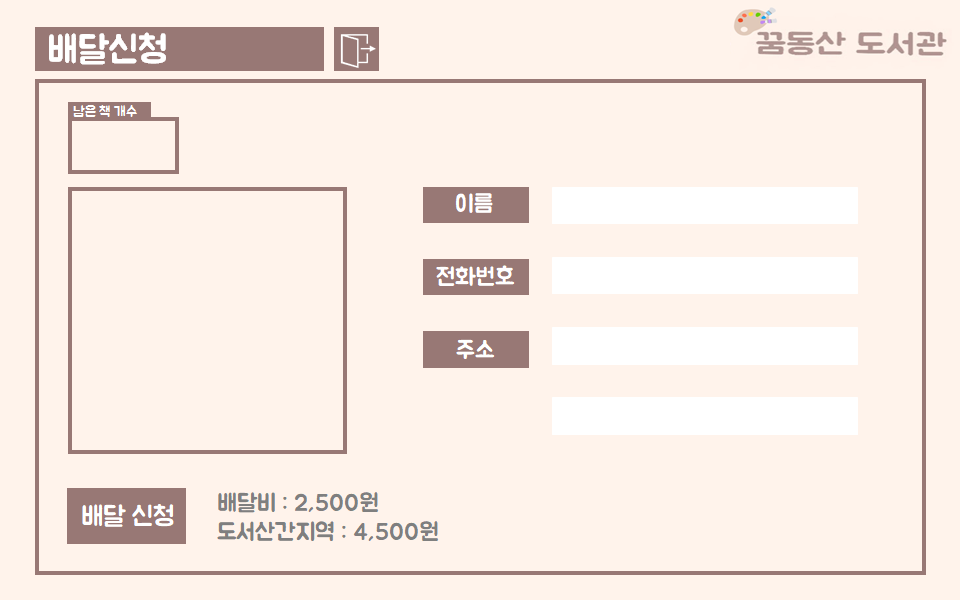 배달신청
꿈동산 도서관
남은 책 개수
이름
전화번호
주소
배달 신청
배달비 : 2,500원
도서산간지역 : 4,500원